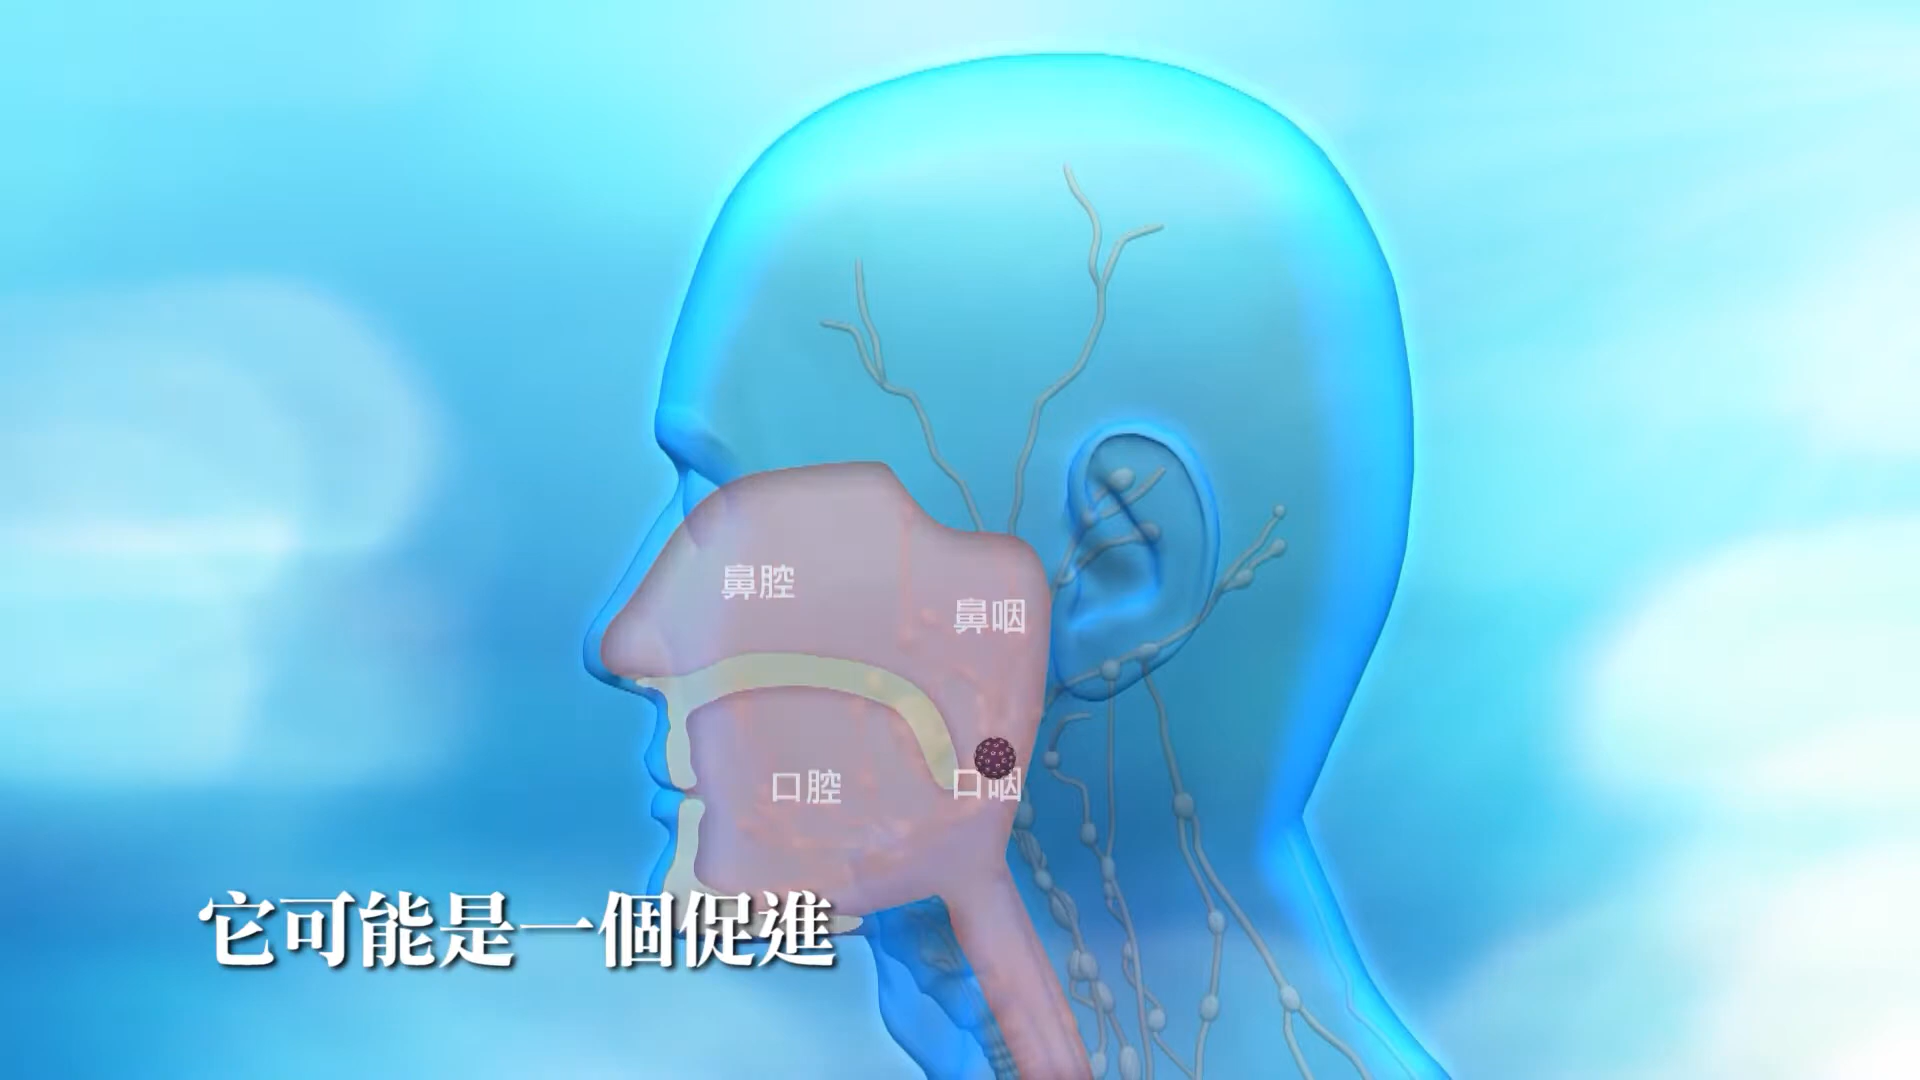 鼻腔
鼻咽
口腔
口咽
它可能是一個促進